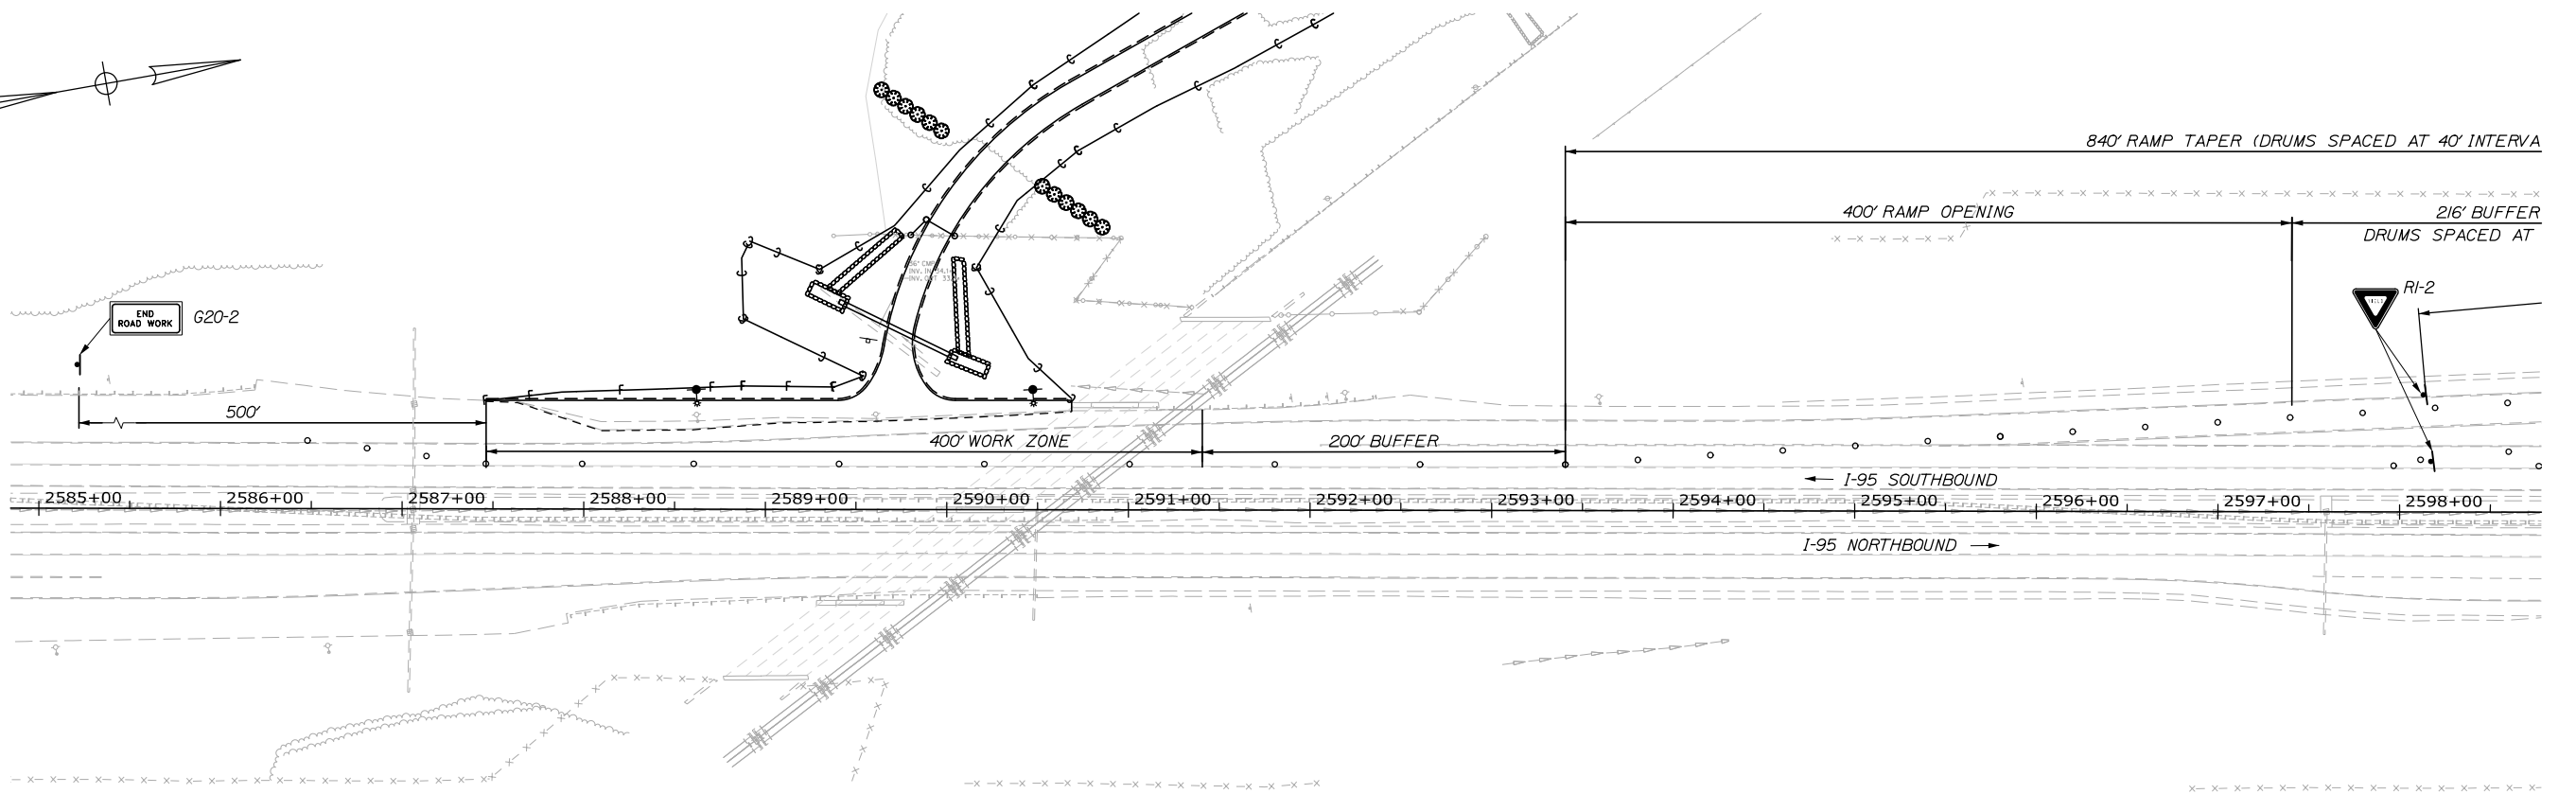 840' RAMP TAPER (DRUMS SPACED AT 40' INTERVA
400' RAMP OPENING
216' BUFFER
DRUMS SPACED AT
R1-2
YIELD
END
ROAD WORK
G20-2
36" CMP
500'
400' WORK ZONE
200' BUFFER
I-95 SOUTHBOUND
2585+00 2586+00 2587+00 2588+00 2589+00 2590+00 2591+00 2592+00 2593+00 2594+00 2595+00 2596+00 2597+00 2598+00
I-95 NORTHBOUND